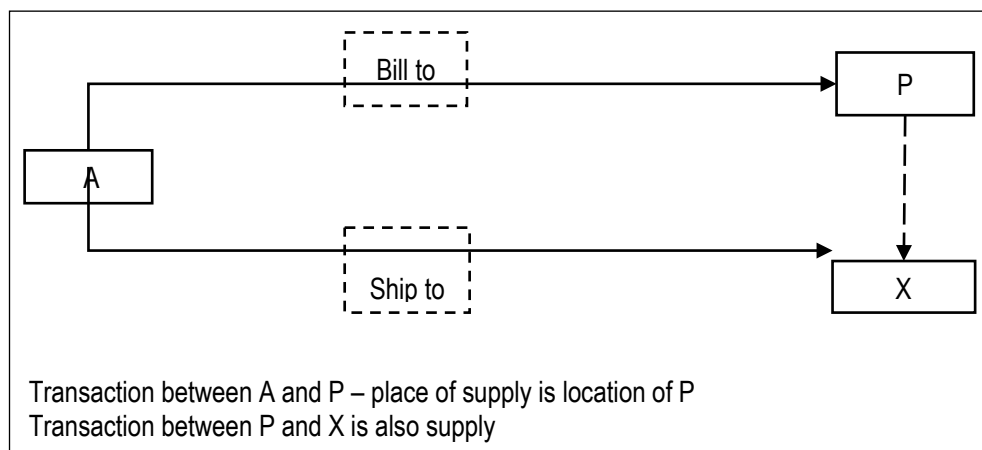 Bill to
P
A
Ship to
X
Transaction between A and P – place of supply is location of P
Transaction between P and X is also supply